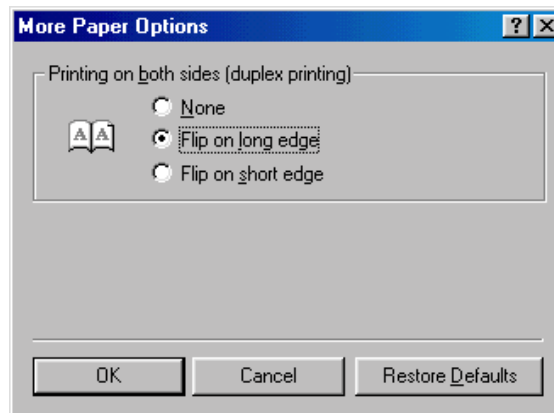 More Paper Options
Printing on both sides (duplex printing)
None
A A
Flip on long edge
Flip on short edge
OK Cancel Restore Defaults